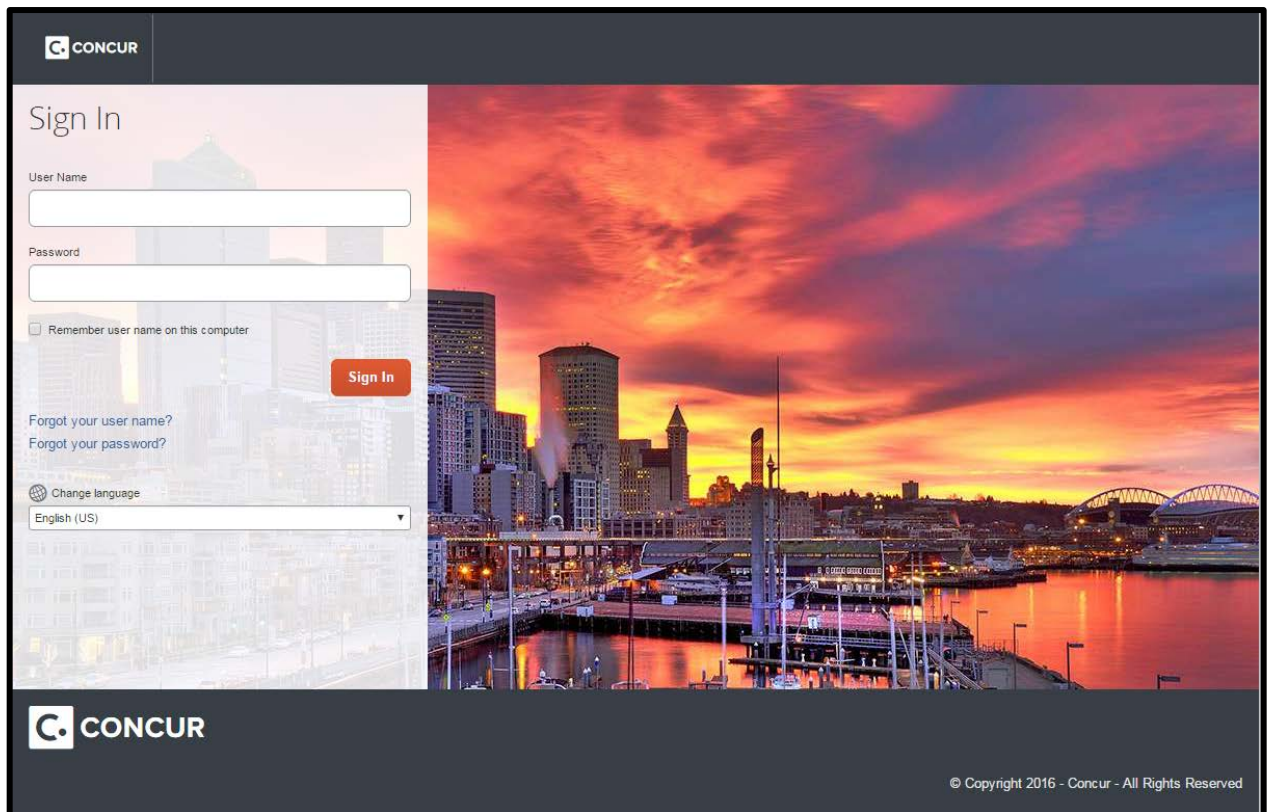 C. CONCUR
Sign In
User Name
Password
Remember user name on this computer
Sign In
Forgot your user name?
Forgot your password?
Change language
English (US)
C. CONCUR
© Copyright 2016 - Concur - All Rights Reserved